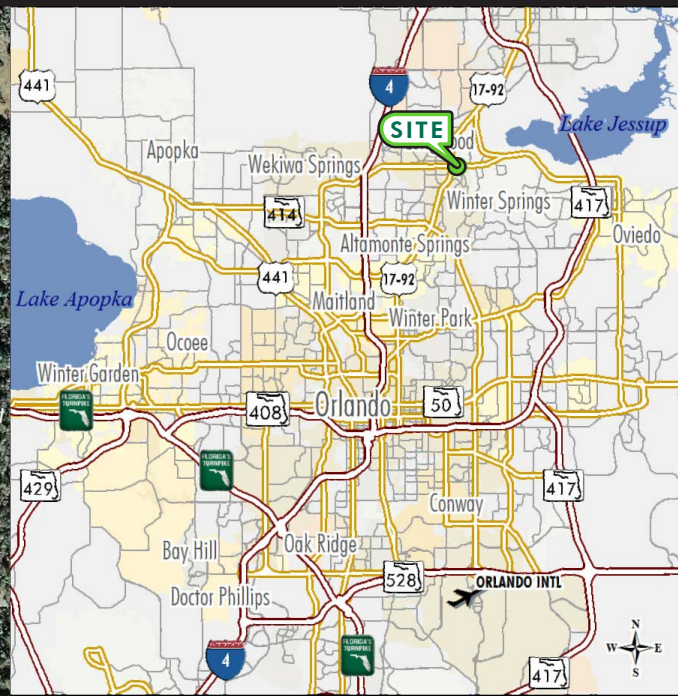 441
4
17-92
SITE
Lake Jessup
Apopka
Wekiwa Springs
Winter Springs
417
414
Oviedo
Altamonte Springs
441
17-92
Lake Apopka
Maitland
Winter Park
Ocoee
Winter Garden
FLORIDA'S
TURNPIKE
408
Orlando
50
FLORIDA'S
TURNPIKE
429
417
Conway
Bay Hill
Oak Ridge
528
ORLANDO INTL
Doctor Phillips
FLORIDA'S
TURNPIKE
4
N
W E
S
417